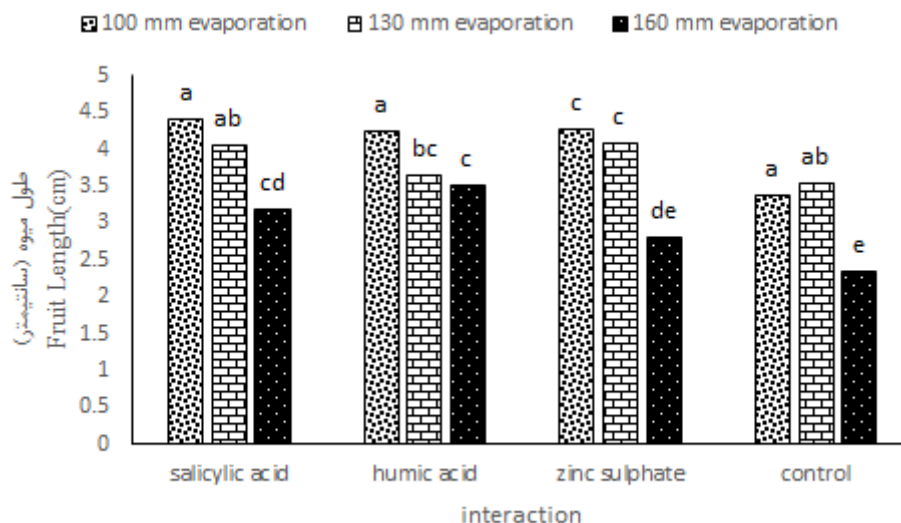 100 mm evaporation 130 mm evaporation 160 mm evaporation
طول میوه (سانتیمتر)
Fruit Length(cm)
5
4.5
4
3.5
3
2.5
2
1.5
1
0.5
0
a ab cd a bc c c c de a ab e
salicylic acid humic acid zinc sulphate control
interaction